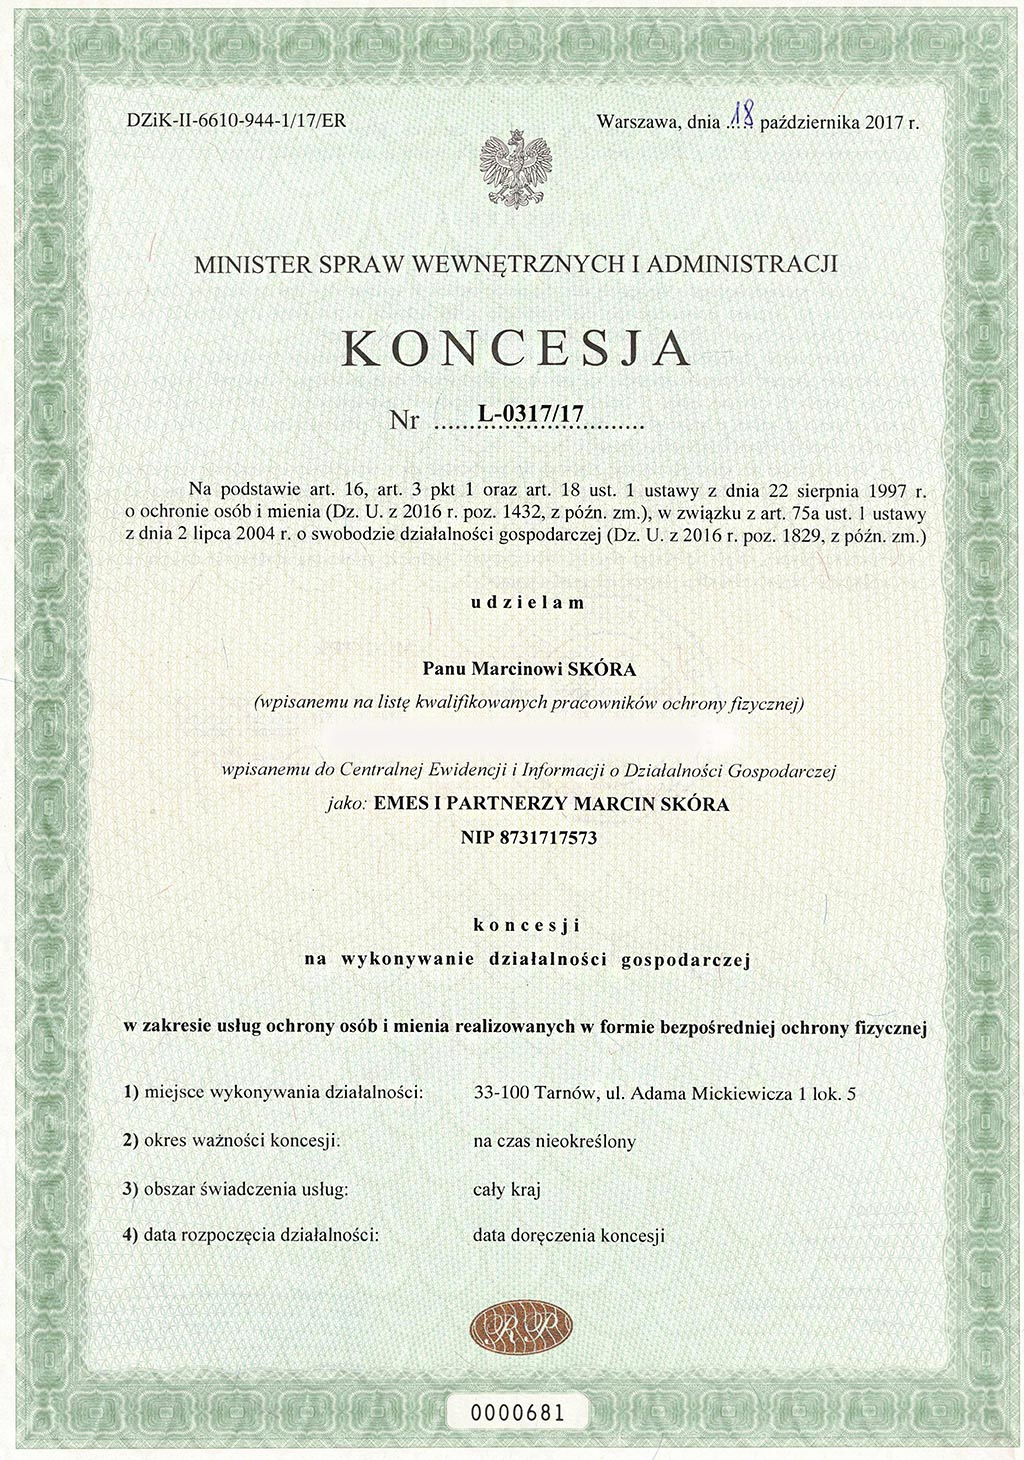 DZiK-II-6610-944-1/17/ER
Warszawa, dnia ..18.. października 2017 r.
MINISTER SPRAW WEWNĘTRZNYCH I ADMINISTRACJI
KONCESJA
Nr L-0317/17
Na podstawie art. 16, art. 3 pkt 1 oraz art. 18 ust. 1 ustawy z dnia 22 sierpnia 1997 r.
o ochronie osób i mienia (Dz. U. z 2016 r. poz. 1432, z późn. zm.), w związku z art. 75a ust. 1 ustawy
z dnia 2 lipca 2004 r. o swobodzie działalności gospodarczej (Dz. U. z 2016 r. poz. 1829, z późn. zm.)
udzielam
Panu Marcinowi SKÓRA
(wpisanemu na listę kwalifikowanych pracowników ochrony fizycznej)
wpisanemu do Centralnej Ewidencji i Informacji o Działalności Gospodarczej
jako: EMES I PARTNERZY MARCIN SKÓRA
NIP 8731717573
koncesji
na wykonywanie działalności gospodarczej
w zakresie usług ochrony osób i mienia realizowanych w formie bezpośredniej ochrony fizycznej
1) miejsce wykonywania działalności: 33-100 Tarnów, ul. Adama Mickiewicza 1 lok. 5
2) okres ważności koncesji: na czas nieokreślony
3) obszar świadczenia usług: cały kraj
4) data rozpoczęcia działalności: data doręczenia koncesji
RP
0000681